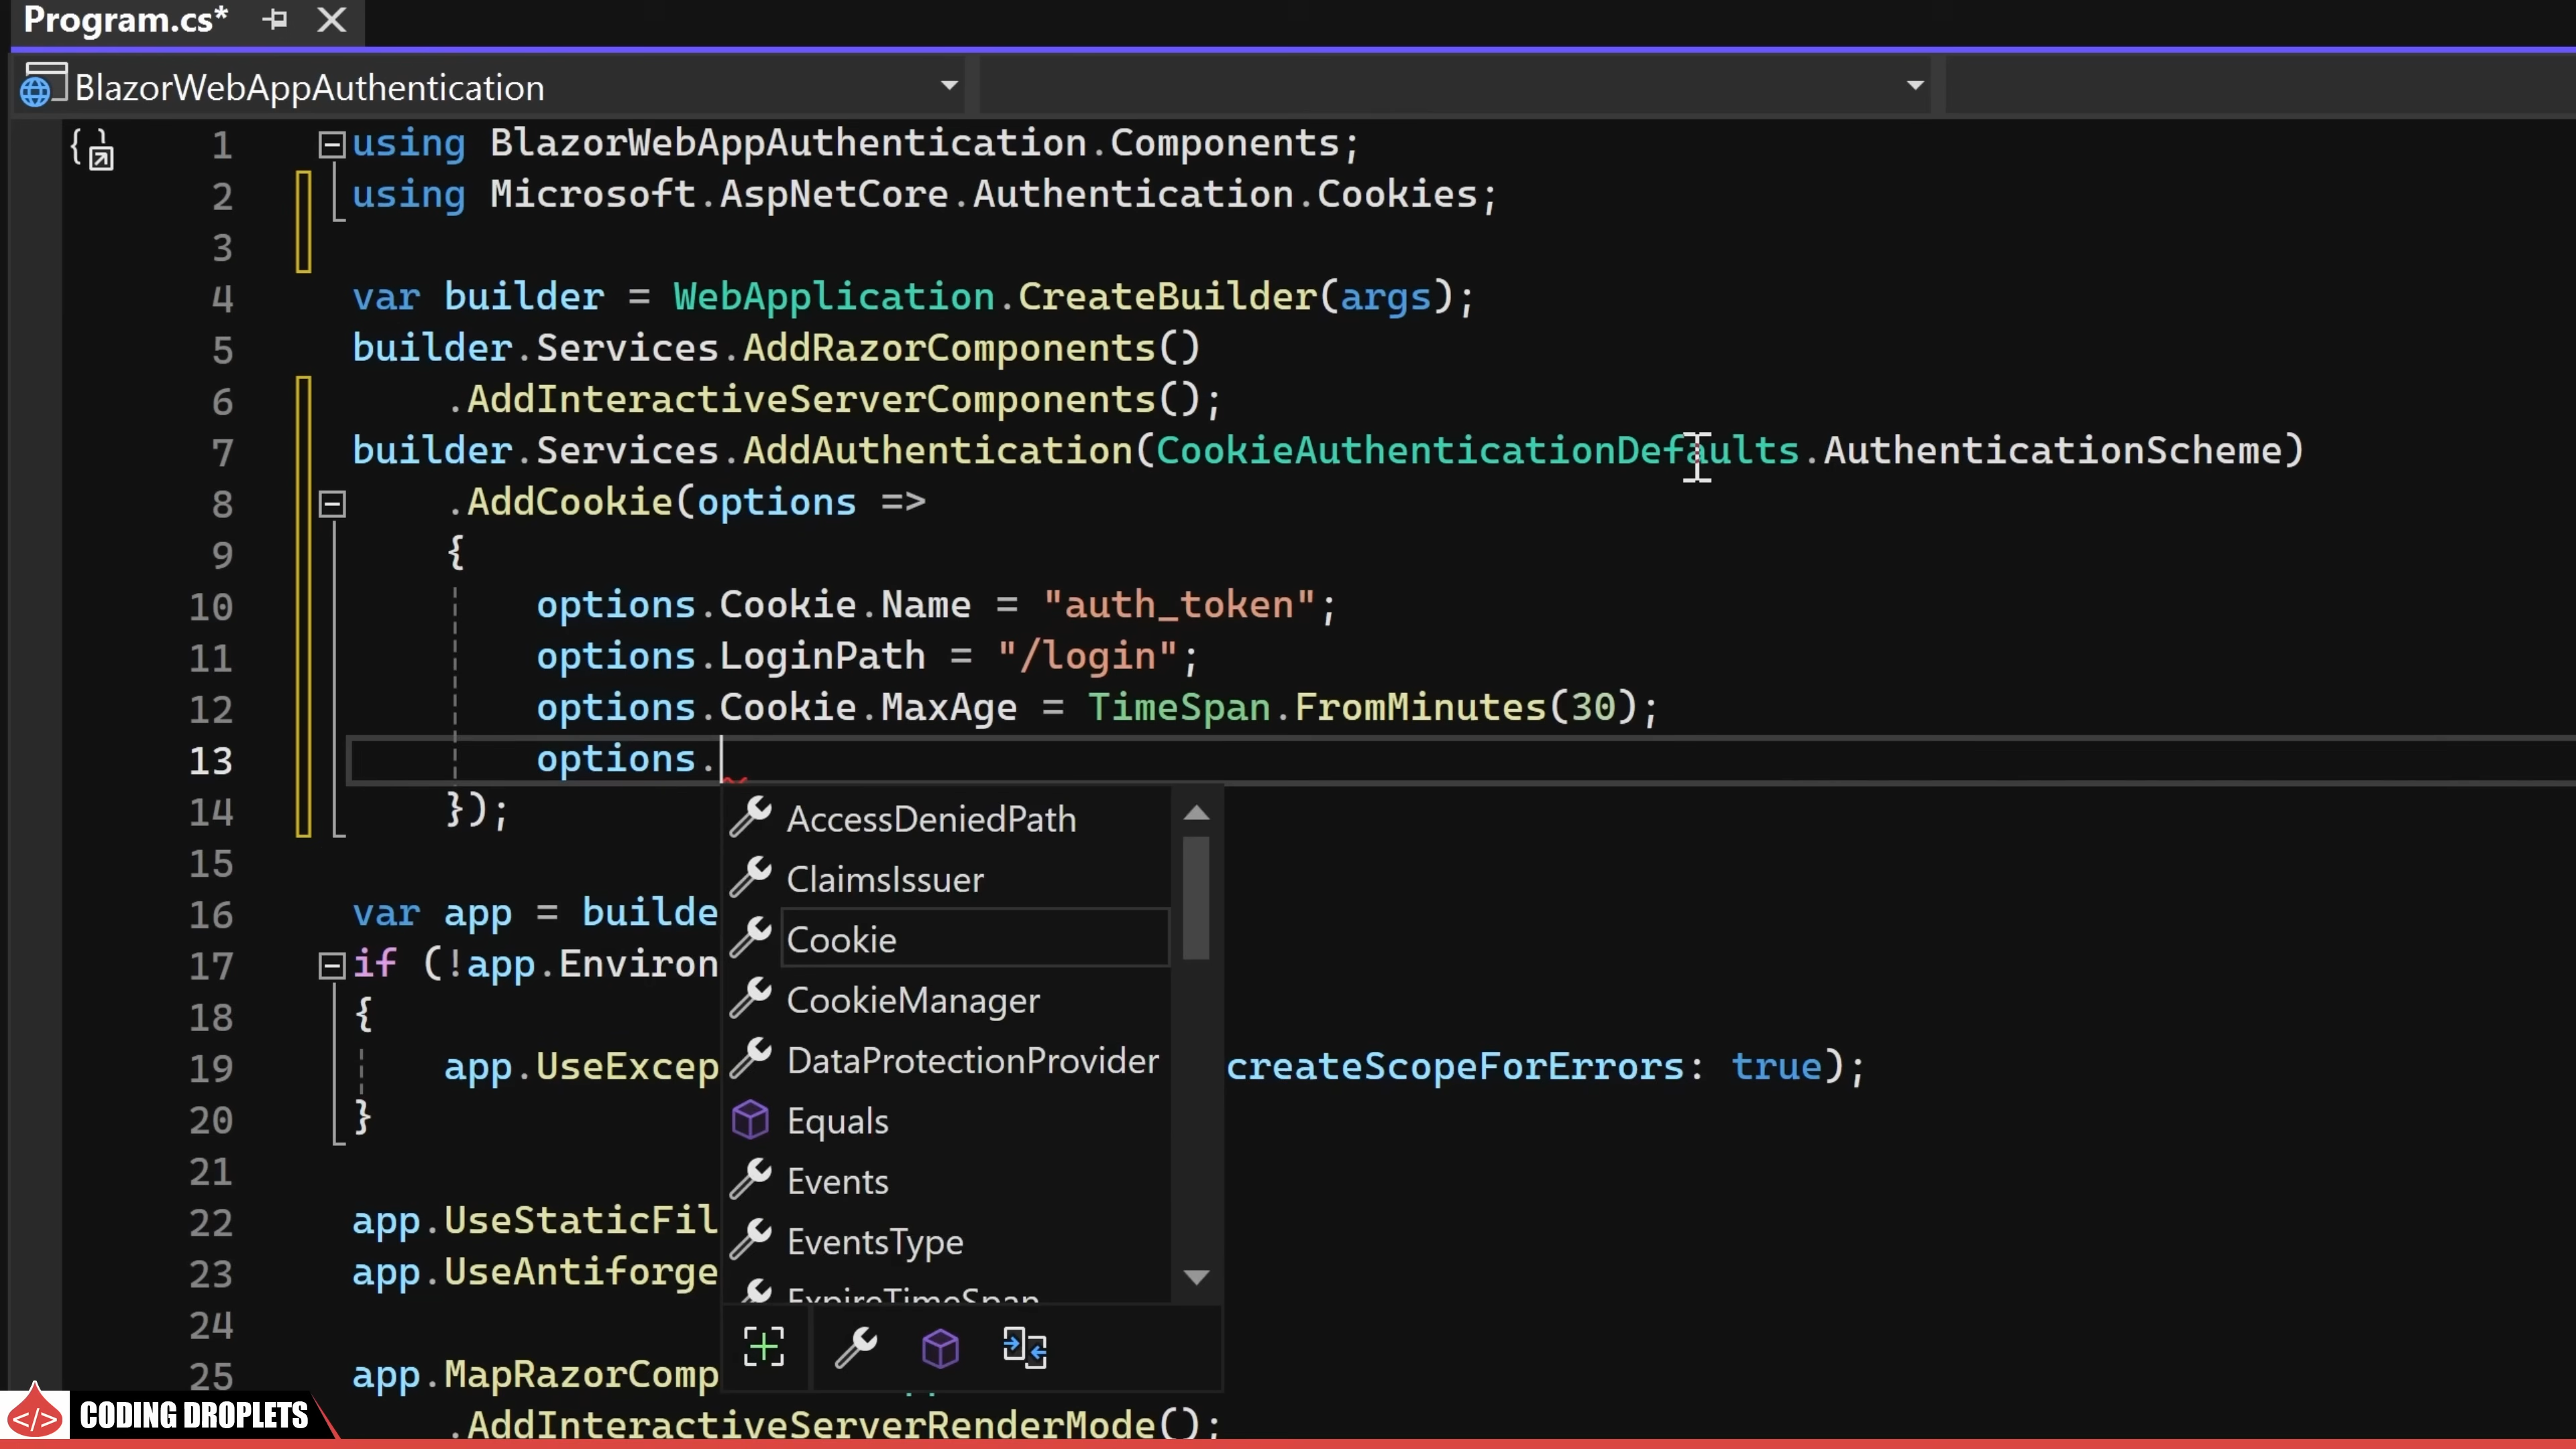 Program.cs*
BlazorWebAppAuthentication
1 using BlazorWebAppAuthentication.Components;
2 using Microsoft.AspNetCore.Authentication.Cookies;
3
4 var builder = WebApplication.CreateBuilder(args);
5 builder.Services.AddRazorComponents()
6 .AddInteractiveServerComponents();
7 builder.Services.AddAuthentication(CookieAuthenticationDefaults.AuthenticationScheme)
8 .AddCookie(options =>
9 {
10 options.Cookie.Name = "auth_token";
11 options.LoginPath = "/login";
12 options.Cookie.MaxAge = TimeSpan.FromMinutes(30);
13 options.
14 });
15
16 var app = builde
17 if (!app.Environ
18 {
19 app.UseExcep createScopeForErrors: true);
20 }
21
22 app.UseStaticFil
23 app.UseAntiforge
24
25 app.MapRazorComp
.AddInteractiveServerRenderMode();
AccessDeniedPath
ClaimsIssuer
Cookie
CookieManager
DataProtectionProvider
Equals
Events
EventsType
ExpireTimeSpan
</> CODING DROPLETS